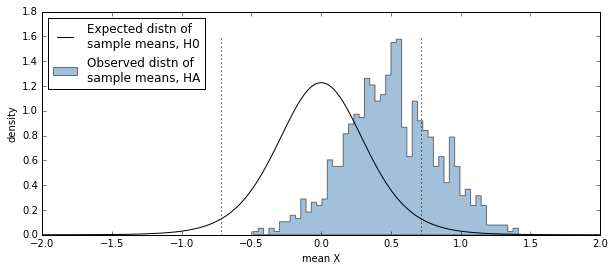 1.8
1.6
1.4
1.2
1.0
0.8
0.6
0.4
0.2
0.0
density
Expected distn of
sample means, H0
Observed distn of
sample means, HA
−2.0 −1.5 −1.0 −0.5 0.0 0.5 1.0 1.5 2.0
mean X